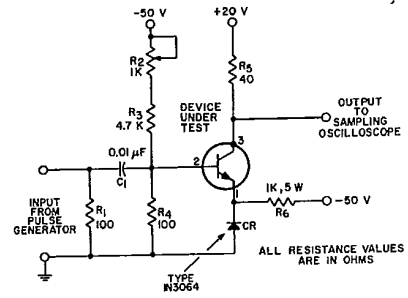 -50 V
+20 V
R2
1K
R5
40
R3
4.7 K
DEVICE
UNDER
TEST
OUTPUT
TO
SAMPLING
OSCILLOSCOPE
3
0.01 µF
2
C1
1
1K, 5 W
R6
-50 V
INPUT
FROM
PULSE
GENERATOR
R1
100
R4
100
CR
TYPE
IN3064
ALL RESISTANCE VALUES
ARE IN OHMS